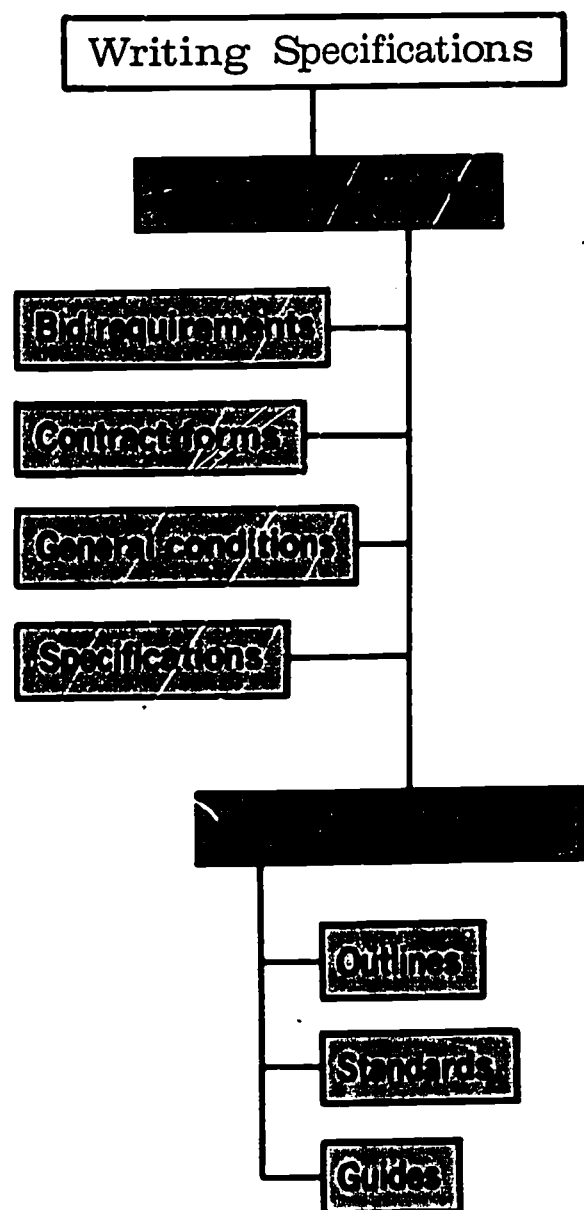 Writing Specifications
Bid requirements
Contract forms
General conditions
Specifications
Outlines
Standards
Guides